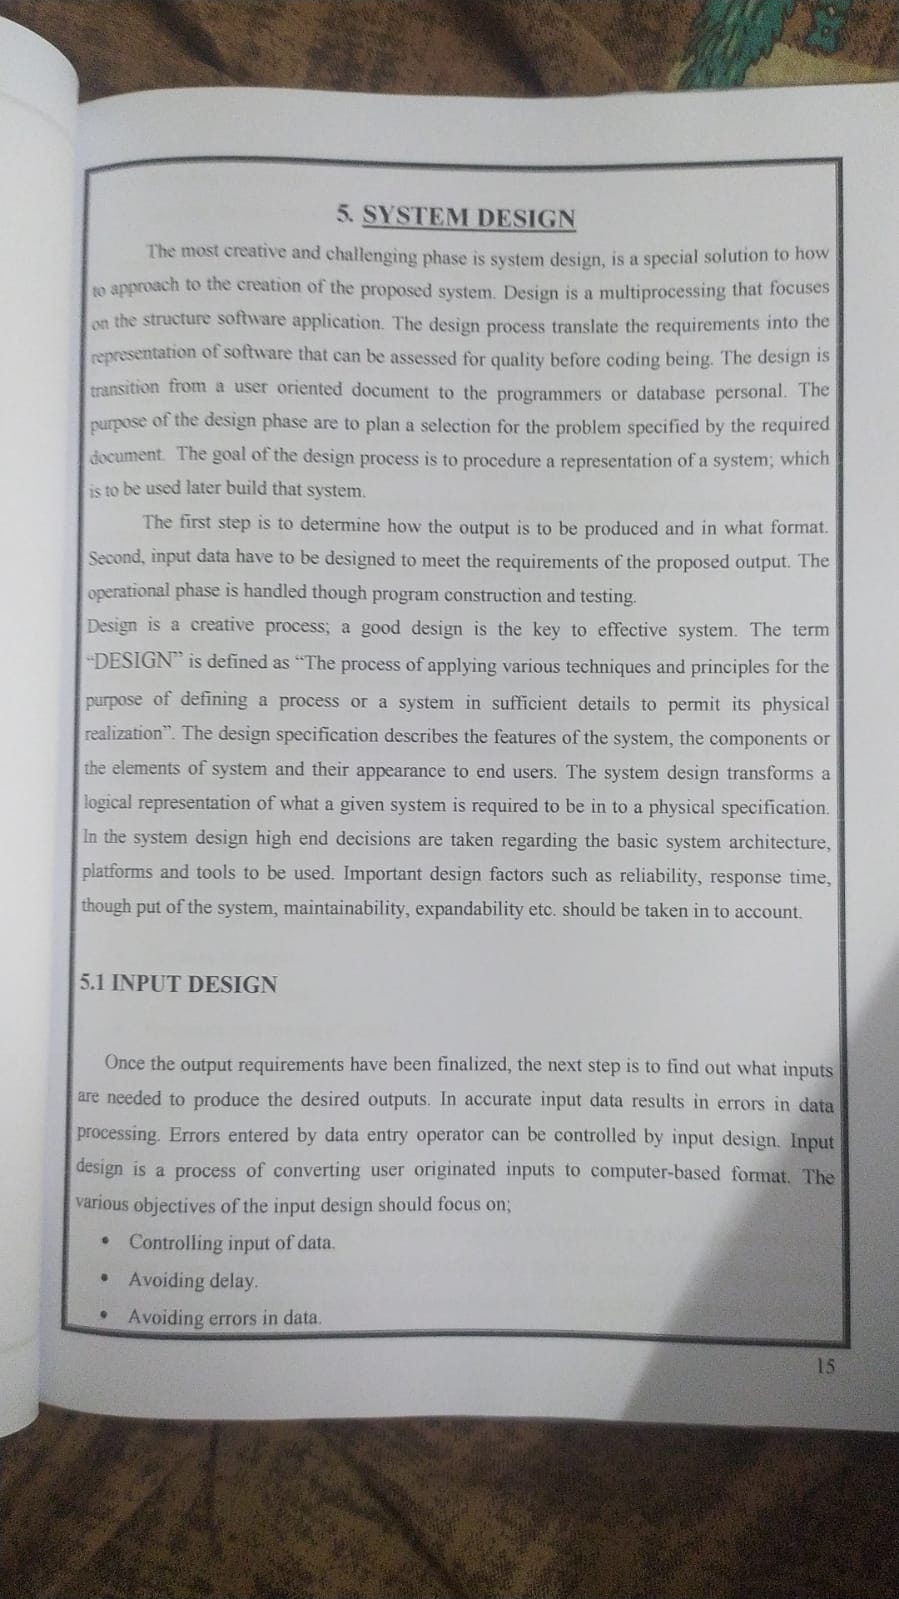 5. SYSTEM DESIGN
The most creative and challenging phase is system design, is a special solution to how
to approach to the creation of the proposed system. Design is a multiprocessing that focuses
on the structure software application. The design process translate the requirements into the
representation of software that can be assessed for quality before coding being. The design is
transition from a user oriented document to the programmers or database personal. The
purpose of the design phase are to plan a selection for the problem specified by the required
document. The goal of the design process is to procedure a representation of a system; which
is to be used later build that system.
The first step is to determine how the output is to be produced and in what format.
Second, input data have to be designed to meet the requirements of the proposed output. The
operational phase is handled though program construction and testing.
Design is a creative process; a good design is the key to effective system. The term
“DESIGN” is defined as “The process of applying various techniques and principles for the
purpose of defining a process or a system in sufficient details to permit its physical
realization”. The design specification describes the features of the system, the components or
the elements of system and their appearance to end users. The system design transforms a
logical representation of what a given system is required to be in to a physical specification.
In the system design high end decisions are taken regarding the basic system architecture,
platforms and tools to be used. Important design factors such as reliability, response time,
though put of the system, maintainability, expandability etc. should be taken in to account.
5.1 INPUT DESIGN
Once the output requirements have been finalized, the next step is to find out what inputs
are needed to produce the desired outputs. In accurate input data results in errors in data
processing. Errors entered by data entry operator can be controlled by input design. Input
design is a process of converting user originated inputs to computer-based format. The
various objectives of the input design should focus on;
• Controlling input of data.
• Avoiding delay.
• Avoiding errors in data.
15